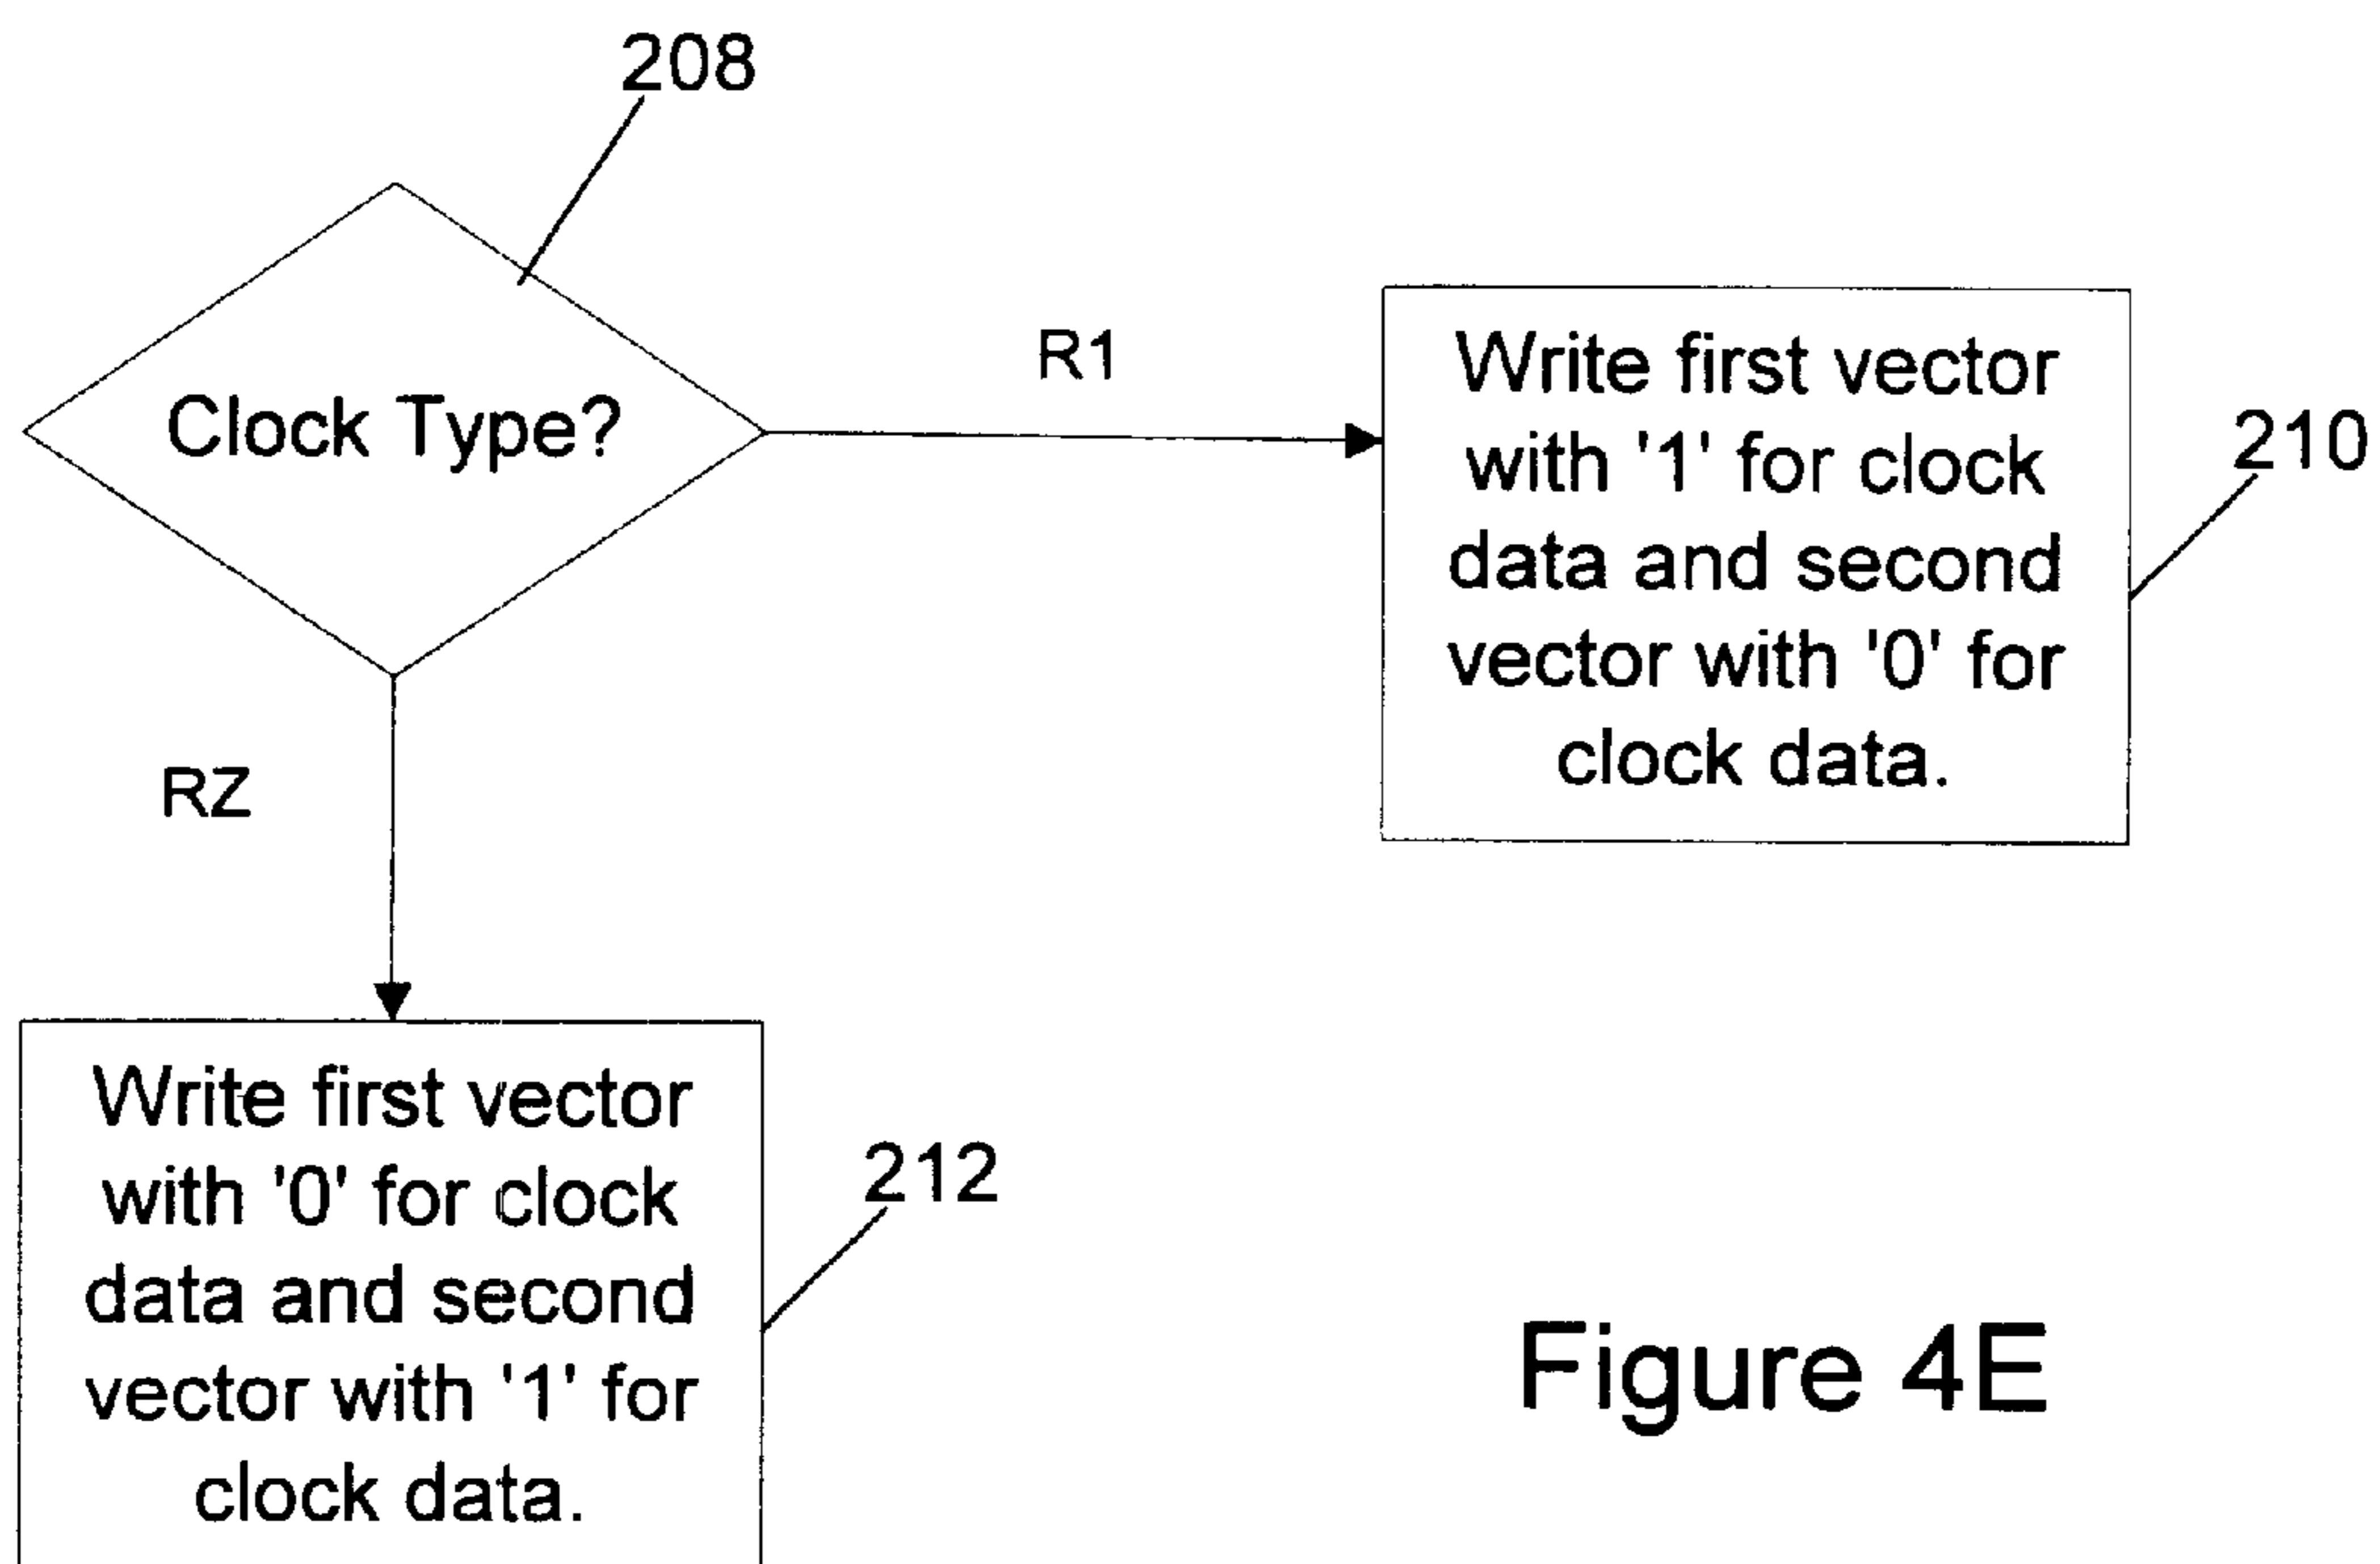 208
Clock Type?
R1
Write first vector
with '1' for clock
data and second
vector with '0' for
clock data.
210
RZ
Write first vector
with '0' for clock
data and second
vector with '1' for
clock data.
212
Figure 4E